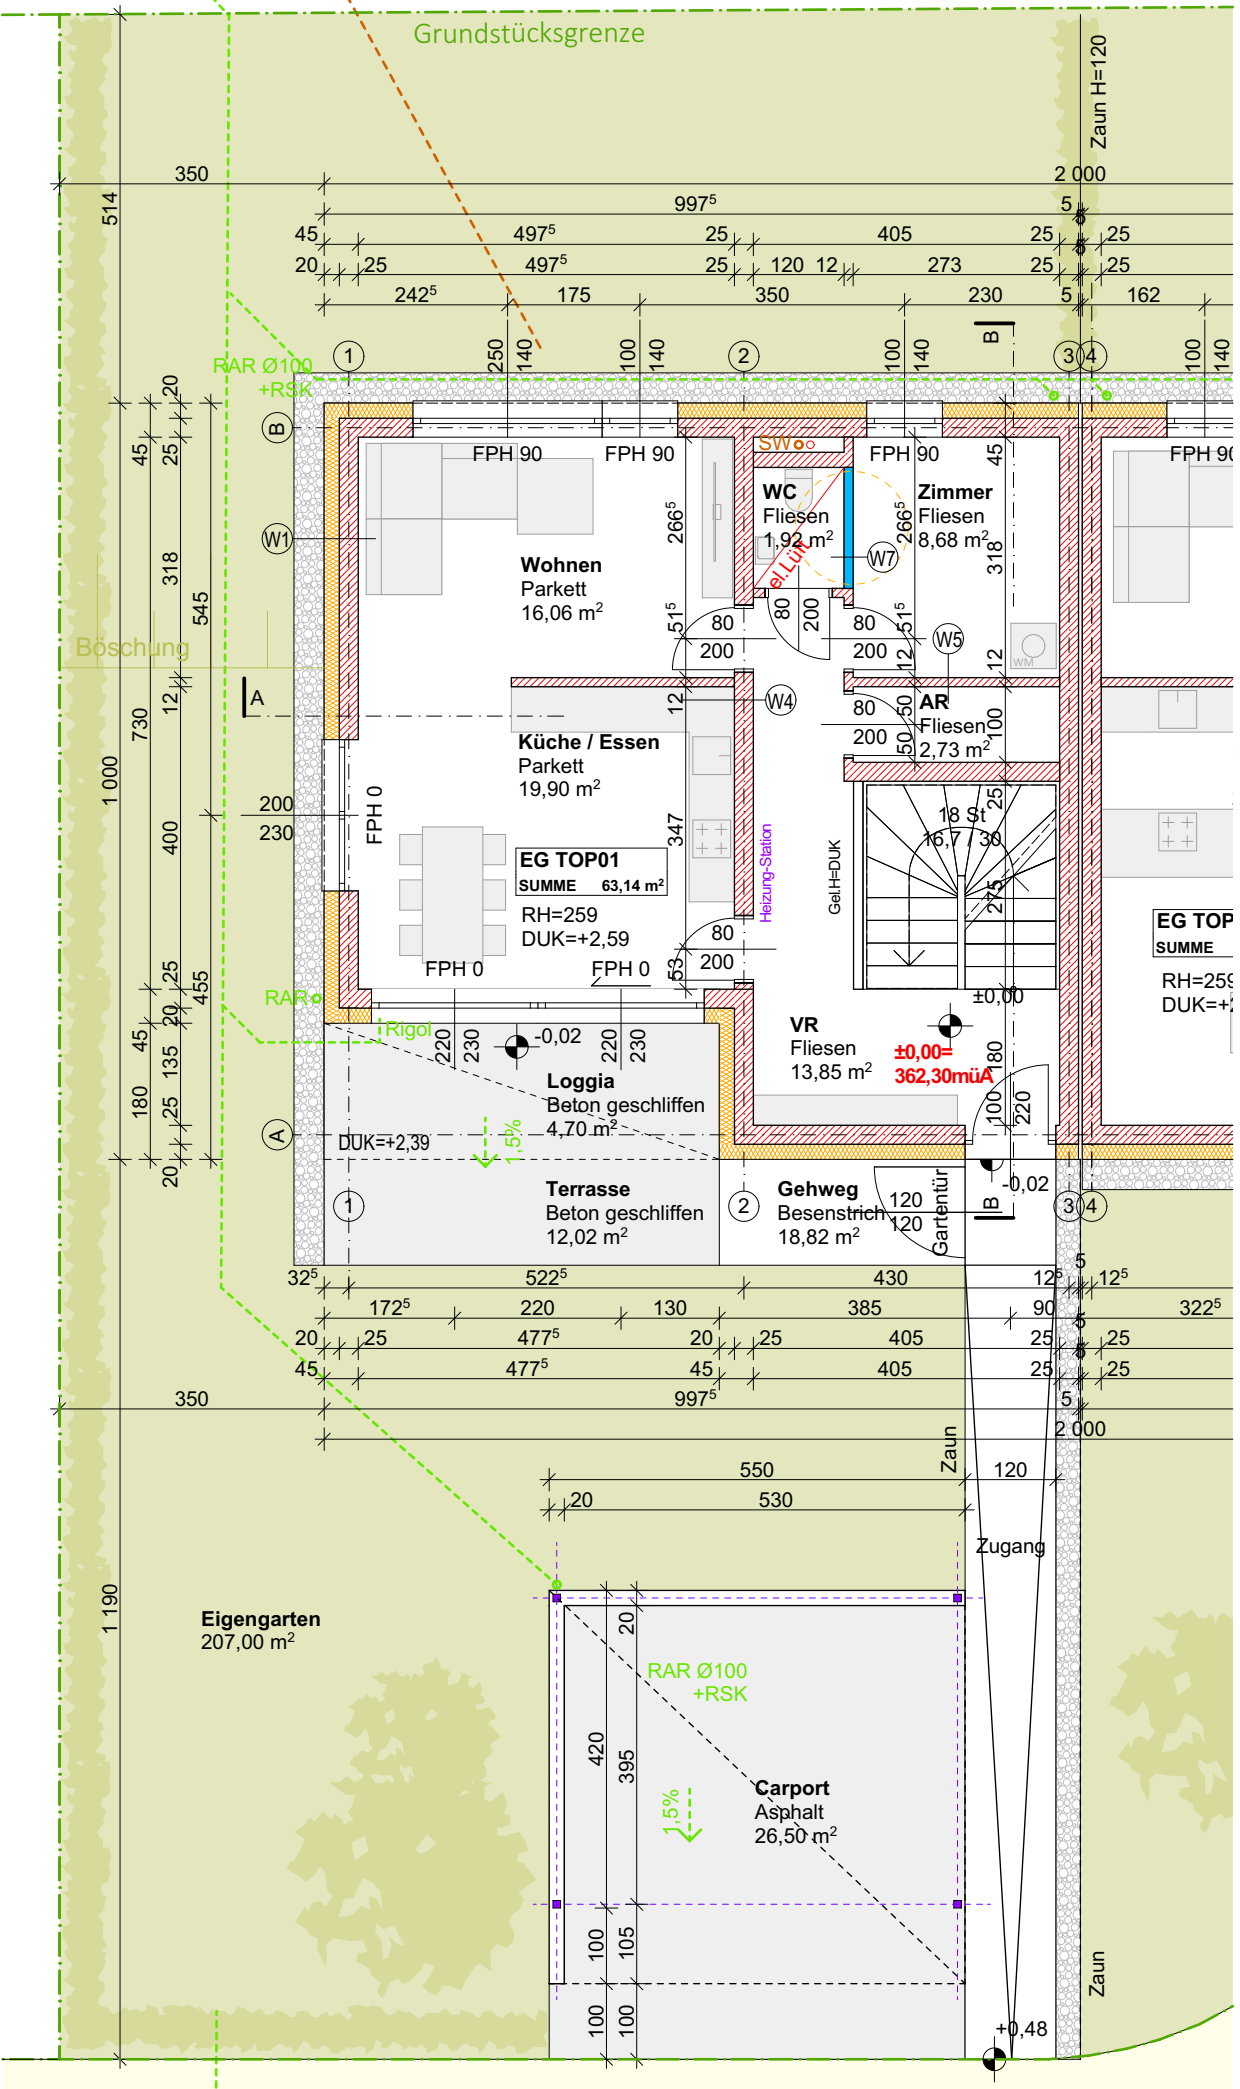 Grundstücksgrenze
Zaun H=120
350
2 000
514
997⁵
5
5
45
497⁵
25
405
25
5
25
20
25
497⁵
25
120
12
273
25
25
242⁵
175
350
230
5
162
250
140
100
140
100
140
B
100
140
RAR Ø100
+RSK
1
2
3
4
20
B
45
25
FPH 90
FPH 90
SW
FPH 90
45
FPH 90
WC
Fliesen
1,92 m²
el.Lüft
Zimmer
Fliesen
8,68 m²
266⁵
266⁵
W1
W7
318
318
545
Wohnen
Parkett
16,06 m²
51⁵
80
200
80
200
80
200
51⁵
W5
12
12
WM
Böschung
A
12
730
12
W4
80
200
50
50
AR
Fliesen
2,73 m²
100
Küche / Essen
Parkett
19,90 m²
1 000
200
230
FPH 0
400
347
25
18 St
16,7 / 30
275
Gel.H=DUK
Heizung-Station
EG TOP01
SUMME 63,14 m²
RH=259
DUK=+2,59
EG TOP
SUMME
RH=259
DUK=+2
80
200
53
FPH 0
FPH 0
25
455
20
RAR
Rigol
±0,00
-0,02
220
230
220
230
VR
Fliesen
13,85 m²
±0,00=
362,30müA
180
45
135
180
25
20
Loggia
Beton geschliffen
4,70 m²
100
220
A
DUK=+2,39
1,5%
-0,02
Terrasse
Beton geschliffen
12,02 m²
Gehweg
Besenstrich
18,82 m²
120
120
Gartentür
B
1
2
3
4
32⁵
522⁵
430
12⁵
5
12⁵
172⁵
220
130
385
90
322⁵
20
25
477⁵
20
25
405
25
5
25
45
477⁵
45
405
25
5
25
350
997⁵
5
2 000
Zaun
550
120
20
530
Zugang
1 190
Eigengarten
207,00 m²
20
RAR Ø100
+RSK
420
395
1,5%
Carport
Asphalt
26,50 m²
100
105
Zaun
100
100
+0,48